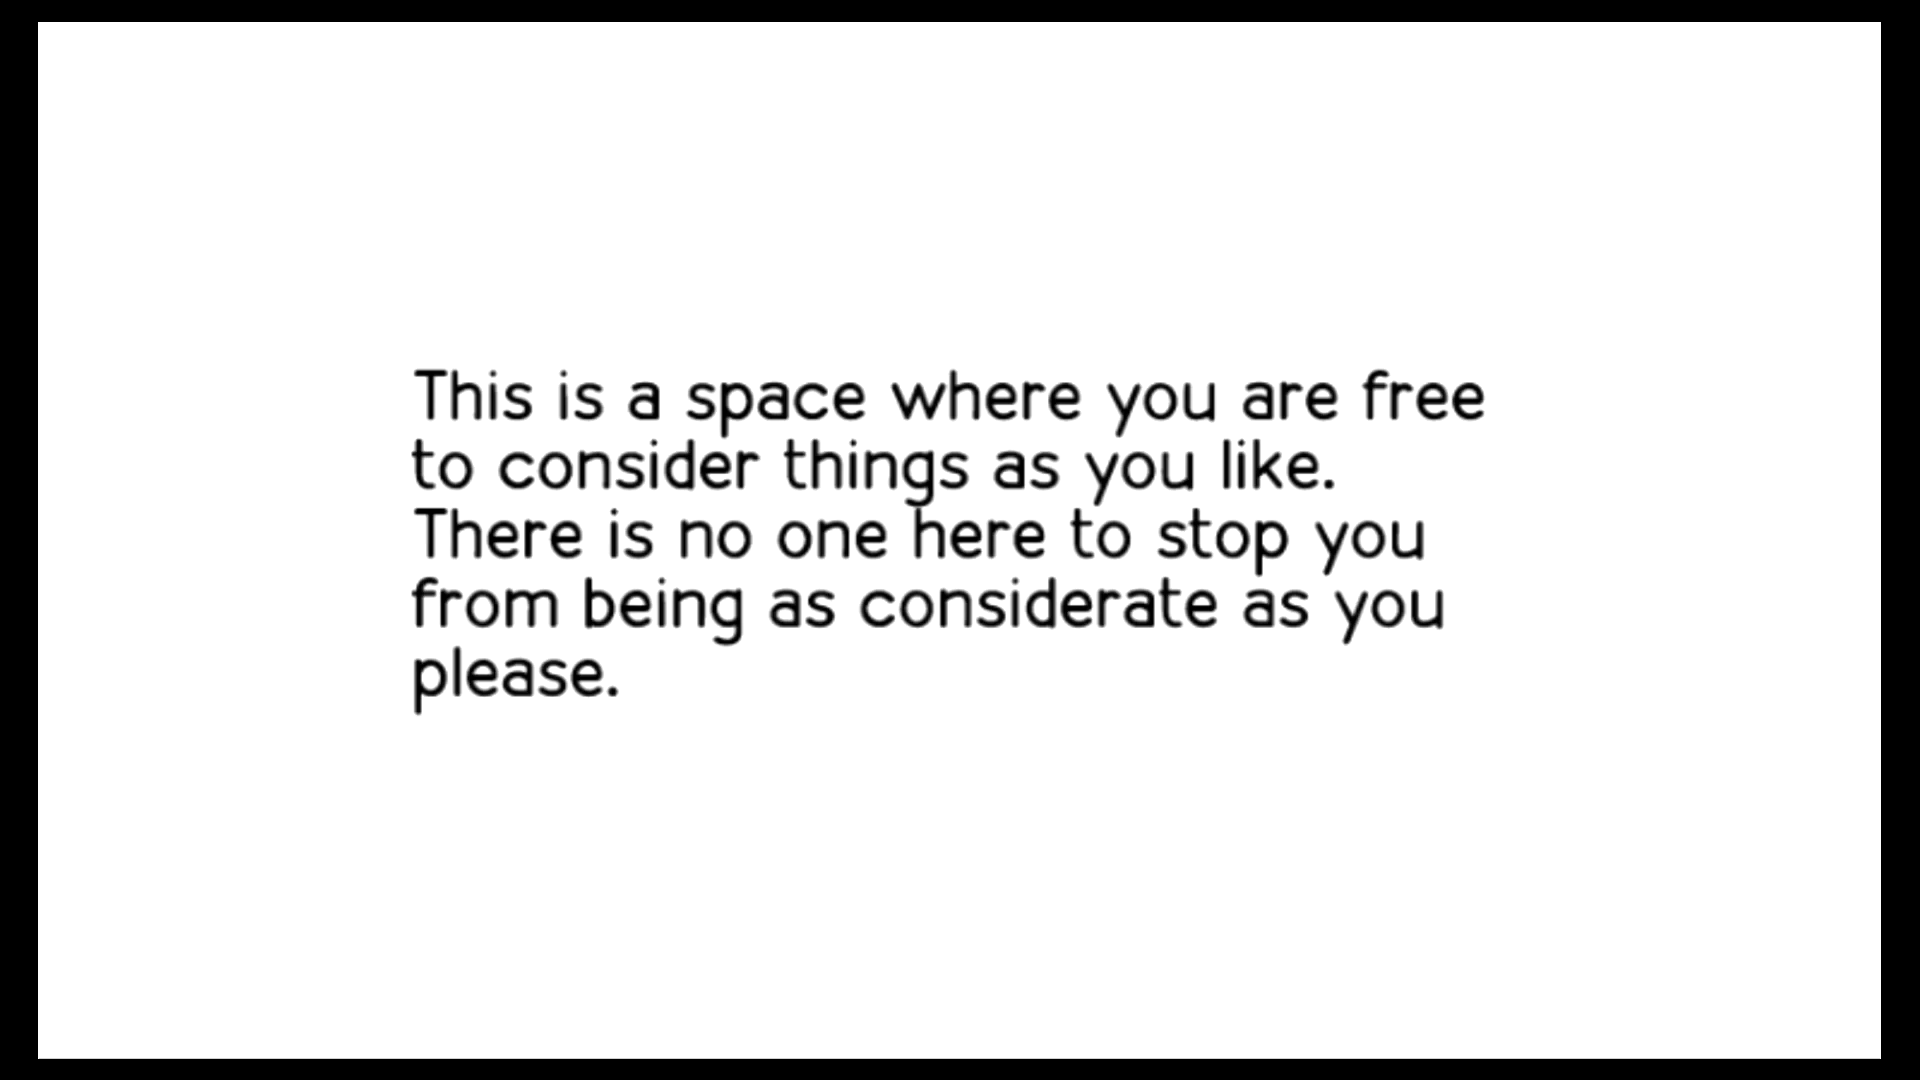 This is a space where you are free
to consider things as you like.
There is no one here to stop you
from being as considerate as you
please.